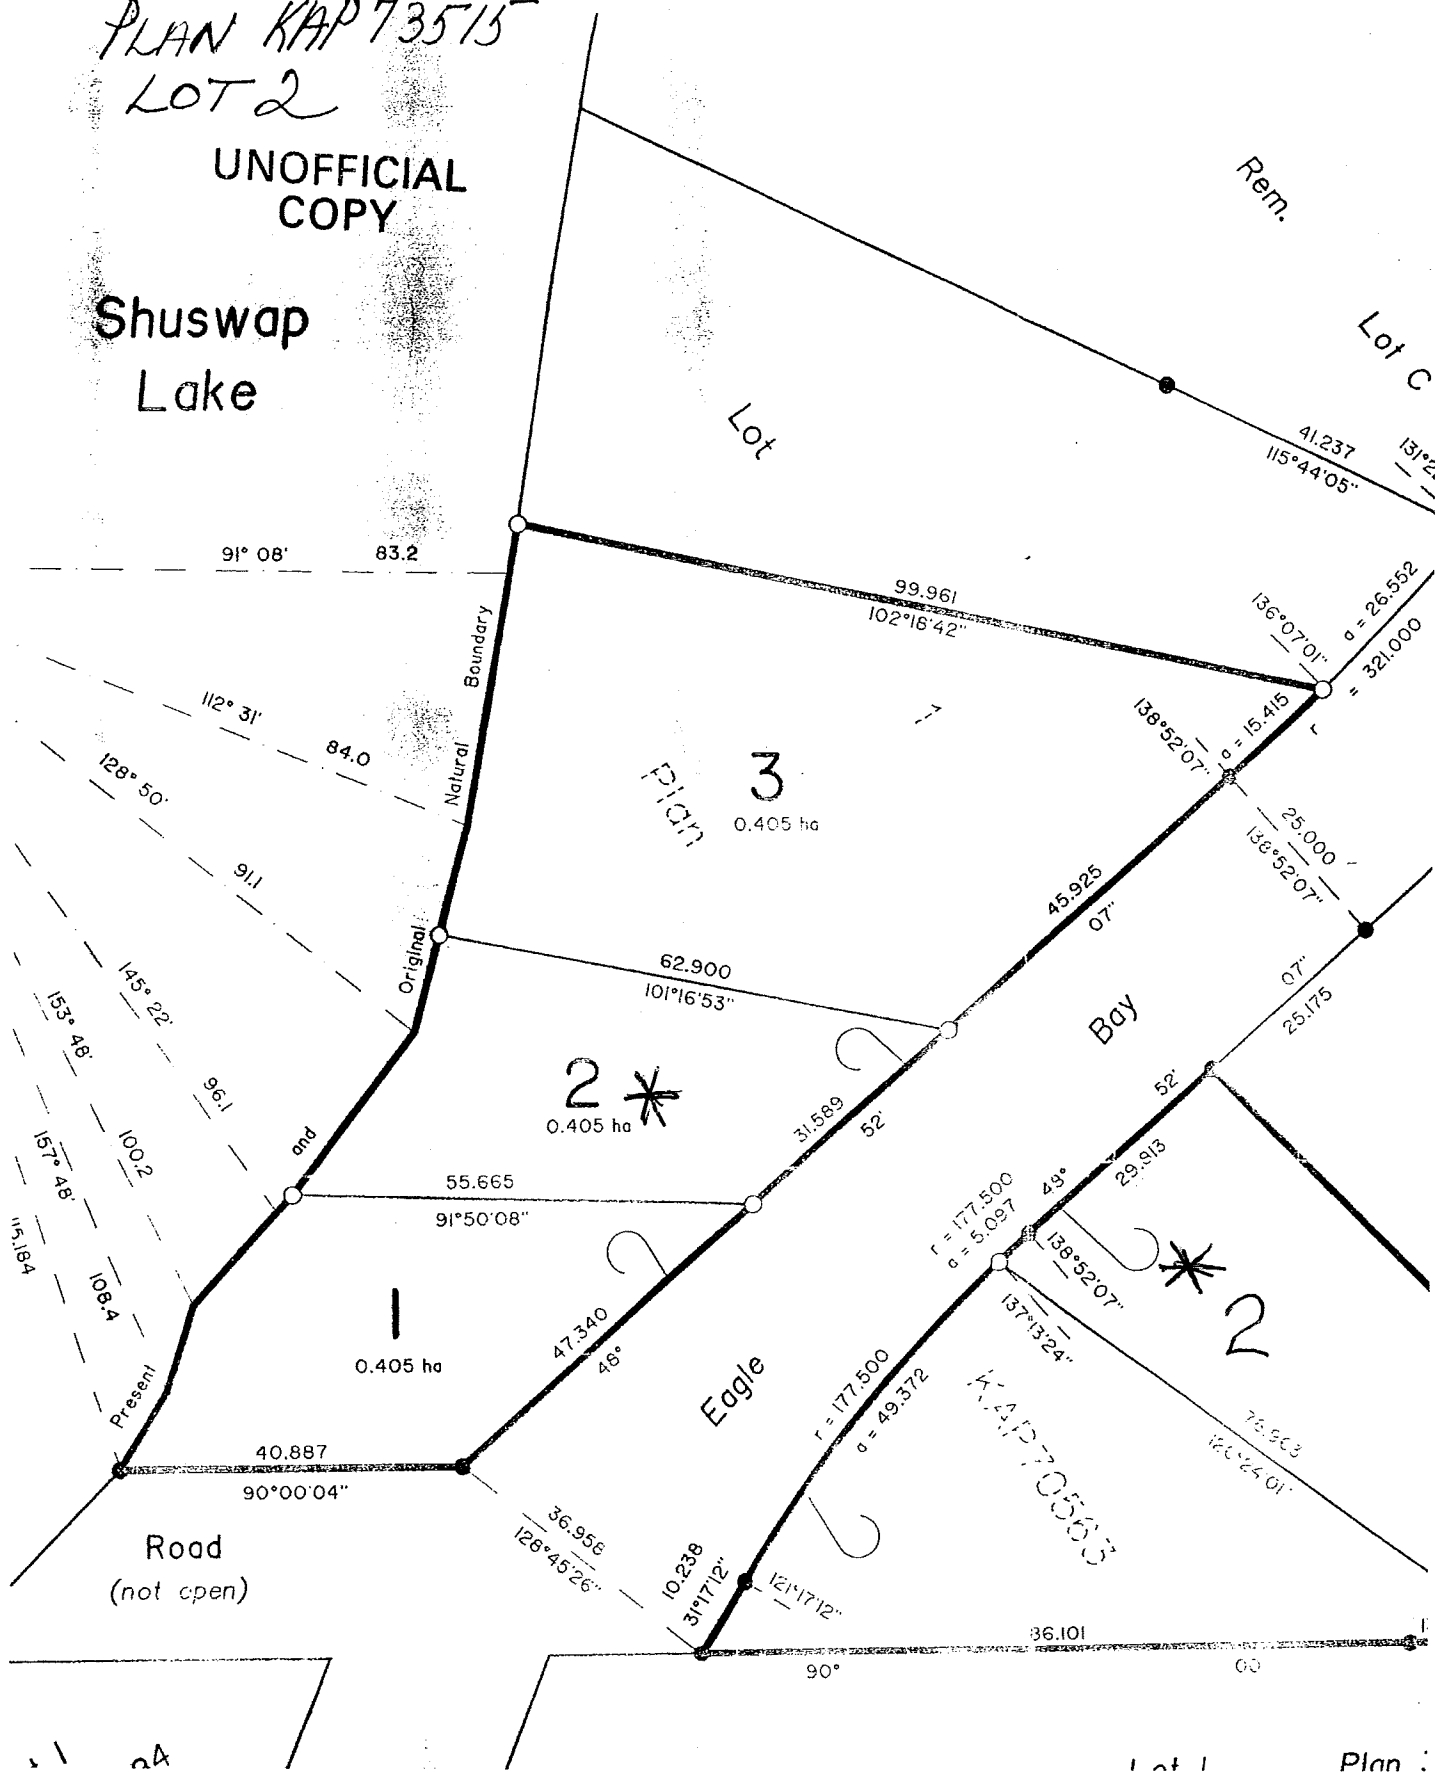 PLAN KAP73515
LOT 2
UNOFFICIAL
COPY
Shuswap
Lake
Rem.
Lot C
Lot
41.237
115°44'05"
91° 08'
83.2
99.961
102°16'42"
136°07'01"
a = 26.552
r = 321.000
Boundary
112° 31'
84.0
Natural
128° 50'
138°52'07"
a = 15.415
3
0.405 ha
Plan
25.000
138°52'07"
91.1
45.925
07"
Original
62.900
101°16'53"
145° 22'
153° 48'
07"
25.175
Bay
2 *
0.405 ha
31.589
52'
52'
96.1
and
100.2
157° 48'
55.665
91°50'08"
29.913
48°
r = 177.500
a = 5.097
138°52'07"
115.184
108.4
* 2
137°13'24"
1
0.405 ha
47.340
48°
Present
Eagle
r = 177.500
a = 49.372
KAP70563
40.887
90°00'04"
Road
(not open)
36.958
128°45'26"
10.238
31°17'12"
121°17'12"
90°
00
Lot 1
Plan